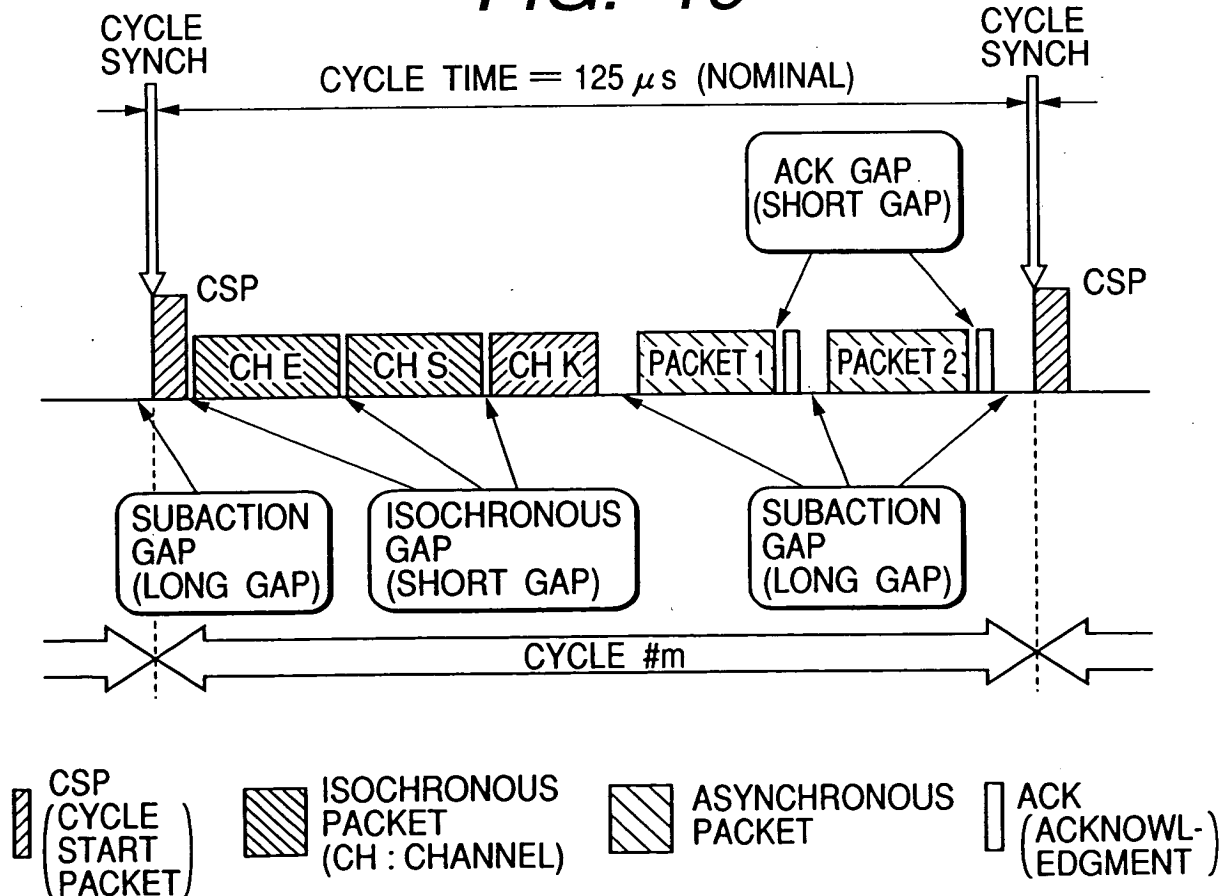 CYCLE
SYNCH
CYCLE TIME = 125 μs (NOMINAL)
CYCLE
SYNCH
ACK GAP
(SHORT GAP)
CSP
CSP
CH E
CH S
CH K
PACKET 1
PACKET 2
SUBACTION
GAP
(LONG GAP)
ISOCHRONOUS
GAP
(SHORT GAP)
SUBACTION
GAP
(LONG GAP)
CYCLE #m
CSP
(CYCLE
START
PACKET)
ISOCHRONOUS
PACKET
(CH : CHANNEL)
ASYNCHRONOUS
PACKET
ACK
(ACKNOWL-
EDGMENT)